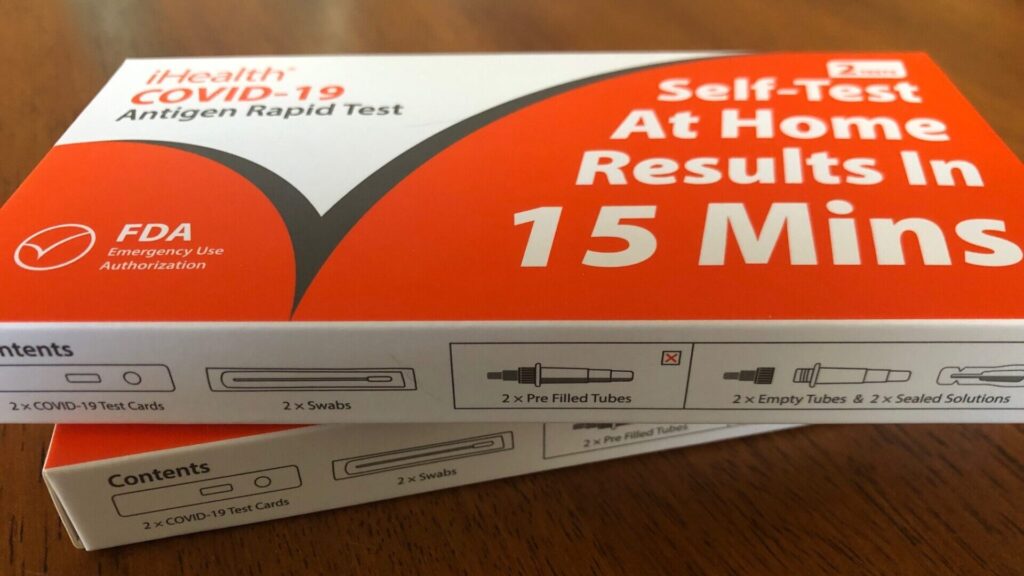 iHealth®
COVID-19
Antigen Rapid Test
FDA
Emergency Use
Authorization
2
Self-Test
At Home
Results In
15 Mins
ntents
2 x COVID-19 Test Cards
2 x Swabs
2 x Pre Filled Tubes
2 x Empty Tubes & 2 x Sealed Solutions
Contents
2 x COVID-19 Test Cards
2 x Swabs
2 x Pre Filled Tubes